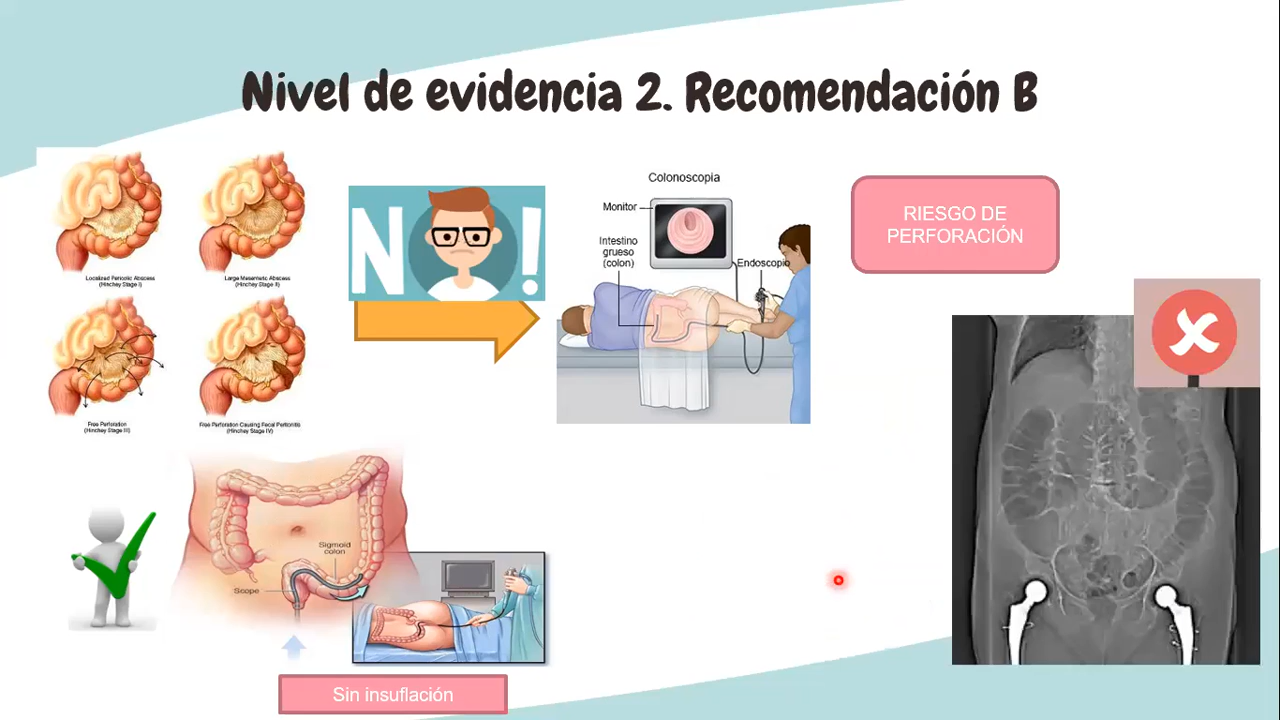 Nivel de evidencia 2. Recomendación B
Localized Pericolic Abscess
(Hinchey Stage I)
Large Mesenteric Abscess
(Hinchey Stage II)
Free Perforation
(Hinchey Stage III)
Free Perforation Causing Fecal Peritonitis
(Hinchey Stage IV)
NO!
Colonoscopia
Monitor
Intestino
grueso
(colon)
Endoscopio
RIESGO DE
PERFORACIÓN
Sigmoid
colon
Scope
Sin insuflación